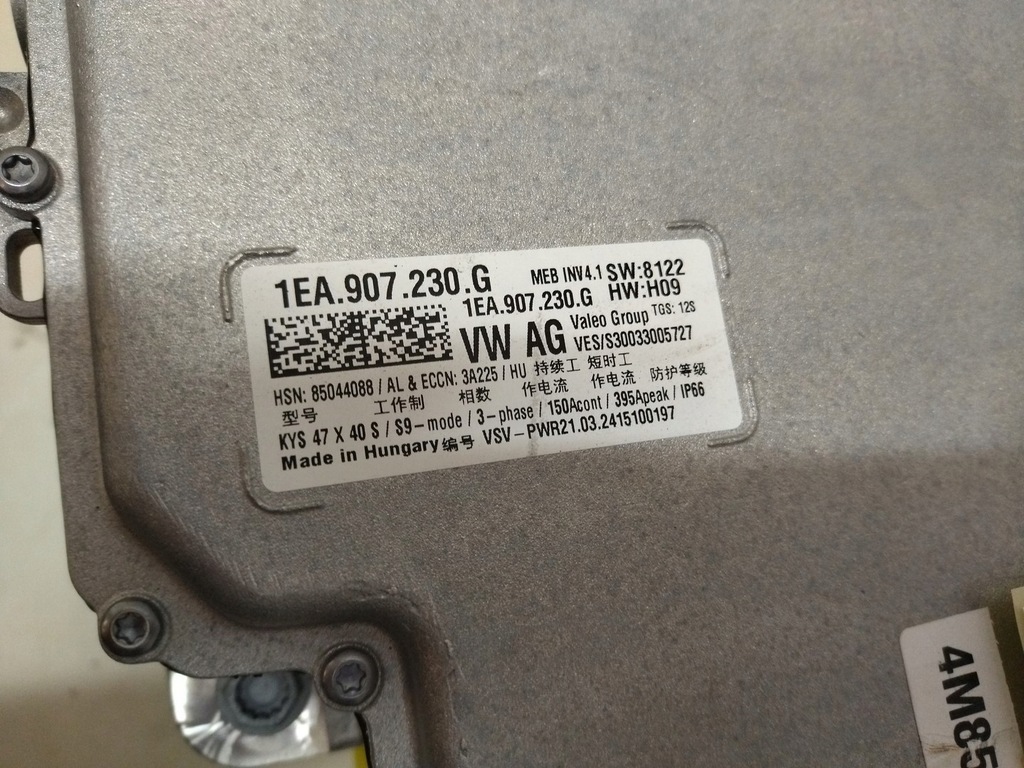 1EA.907.230.G MEB INV4.1 SW:8122
1EA.907.230.G HW:H09
VW AG Valeo Group TGS: 12S
VES/S30033005727
HSN: 85044088 / AL & ECCN: 3A225 / HU 持续工 短时工
型号 工作制 相数 作电流 作电流 防护等级
KYS 47 X 40 S / S9-mode / 3-phase / 150Acont / 395Apeak / IP66
Made in Hungary 编号 VSV-PWR21.03.2415100197
4M85